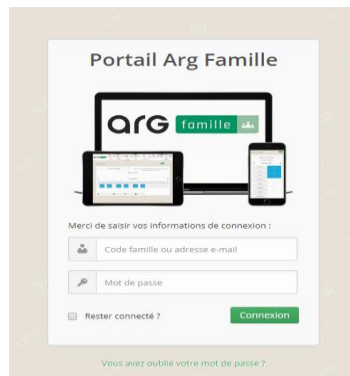 Portail Arg Famille
arg famille
Merci de saisir vos informations de connexion :
Code famille ou adresse e-mail
Mot de passe
Rester connecté ?
Connexion
Vous avez oublié votre mot de passe ?